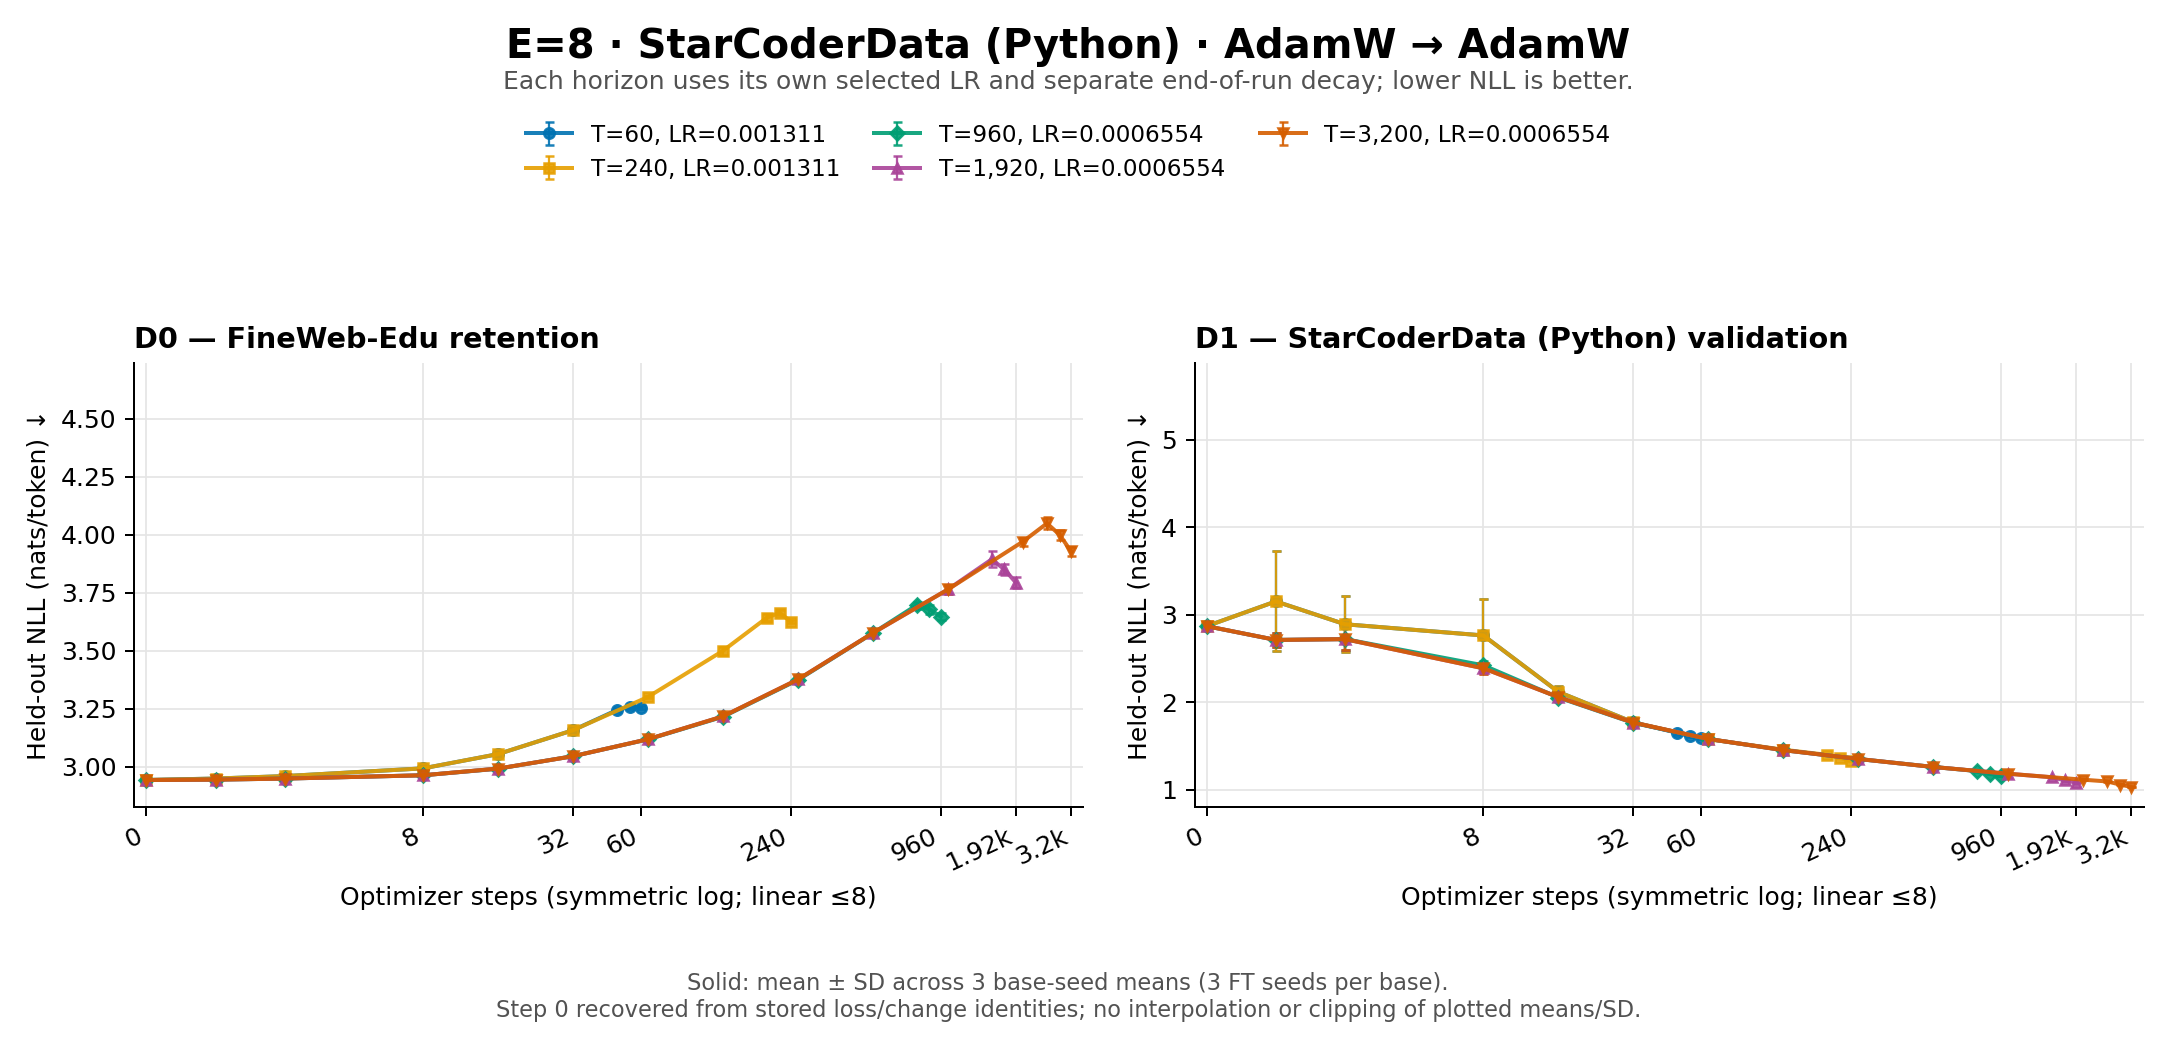 E=8 · StarCoderData (Python) · AdamW → AdamW
Each horizon uses its own selected LR and separate end-of-run decay; lower NLL is better.
T=60, LR=0.001311
T=240, LR=0.001311
T=960, LR=0.0006554
T=1,920, LR=0.0006554
T=3,200, LR=0.0006554
D0 — FineWeb-Edu retention
Held-out NLL (nats/token) ↓
4.50
4.25
4.00
3.75
3.50
3.25
3.00
0
8
32
60
240
960
1.92k
3.2k
Optimizer steps (symmetric log; linear ≤8)
D1 — StarCoderData (Python) validation
Held-out NLL (nats/token) ↓
5
4
3
2
1
0
8
32
60
240
960
1.92k
3.2k
Optimizer steps (symmetric log; linear ≤8)
Solid: mean ± SD across 3 base-seed means (3 FT seeds per base).
Step 0 recovered from stored loss/change identities; no interpolation or clipping of plotted means/SD.